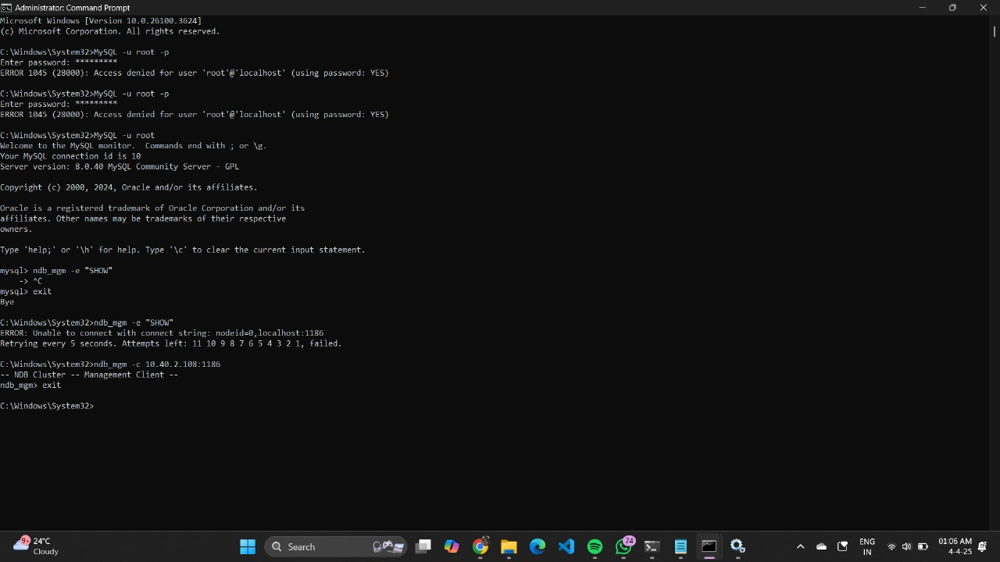 Administrator: Command Prompt
Microsoft Windows [Version 10.0.26100.3624]
(c) Microsoft Corporation. All rights reserved.
C:\Windows\System32>MySQL -u root -p
Enter password: *********
ERROR 1045 (28000): Access denied for user 'root'@'localhost' (using password: YES)
C:\Windows\System32>MySQL -u root -p
Enter password: *********
ERROR 1045 (28000): Access denied for user 'root'@'localhost' (using password: YES)
C:\Windows\System32>MySQL -u root
Welcome to the MySQL monitor.  Commands end with ; or \g.
Your MySQL connection id is 10
Server version: 8.0.40 MySQL Community Server - GPL
Copyright (c) 2000, 2024, Oracle and/or its affiliates.
Oracle is a registered trademark of Oracle Corporation and/or its
affiliates. Other names may be trademarks of their respective
owners.
Type 'help;' or '\h' for help. Type '\c' to clear the current input statement.
mysql> ndb_mgm -e "SHOW"
    -> ^C
mysql> exit
Bye
C:\Windows\System32>ndb_mgm -e "SHOW"
ERROR: Unable to connect with connect string: nodeid=0,localhost:1186
Retrying every 5 seconds. Attempts left: 11 10 9 8 7 6 5 4 3 2 1, failed.
C:\Windows\System32>ndb_mgm -c 10.40.2.108:1186
-- NDB Cluster -- Management Client --
ndb_mgm> exit
C:\Windows\System32>
9+
24°C
Cloudy
Search
74
ENG
IN
01:06 AM
4-4-25